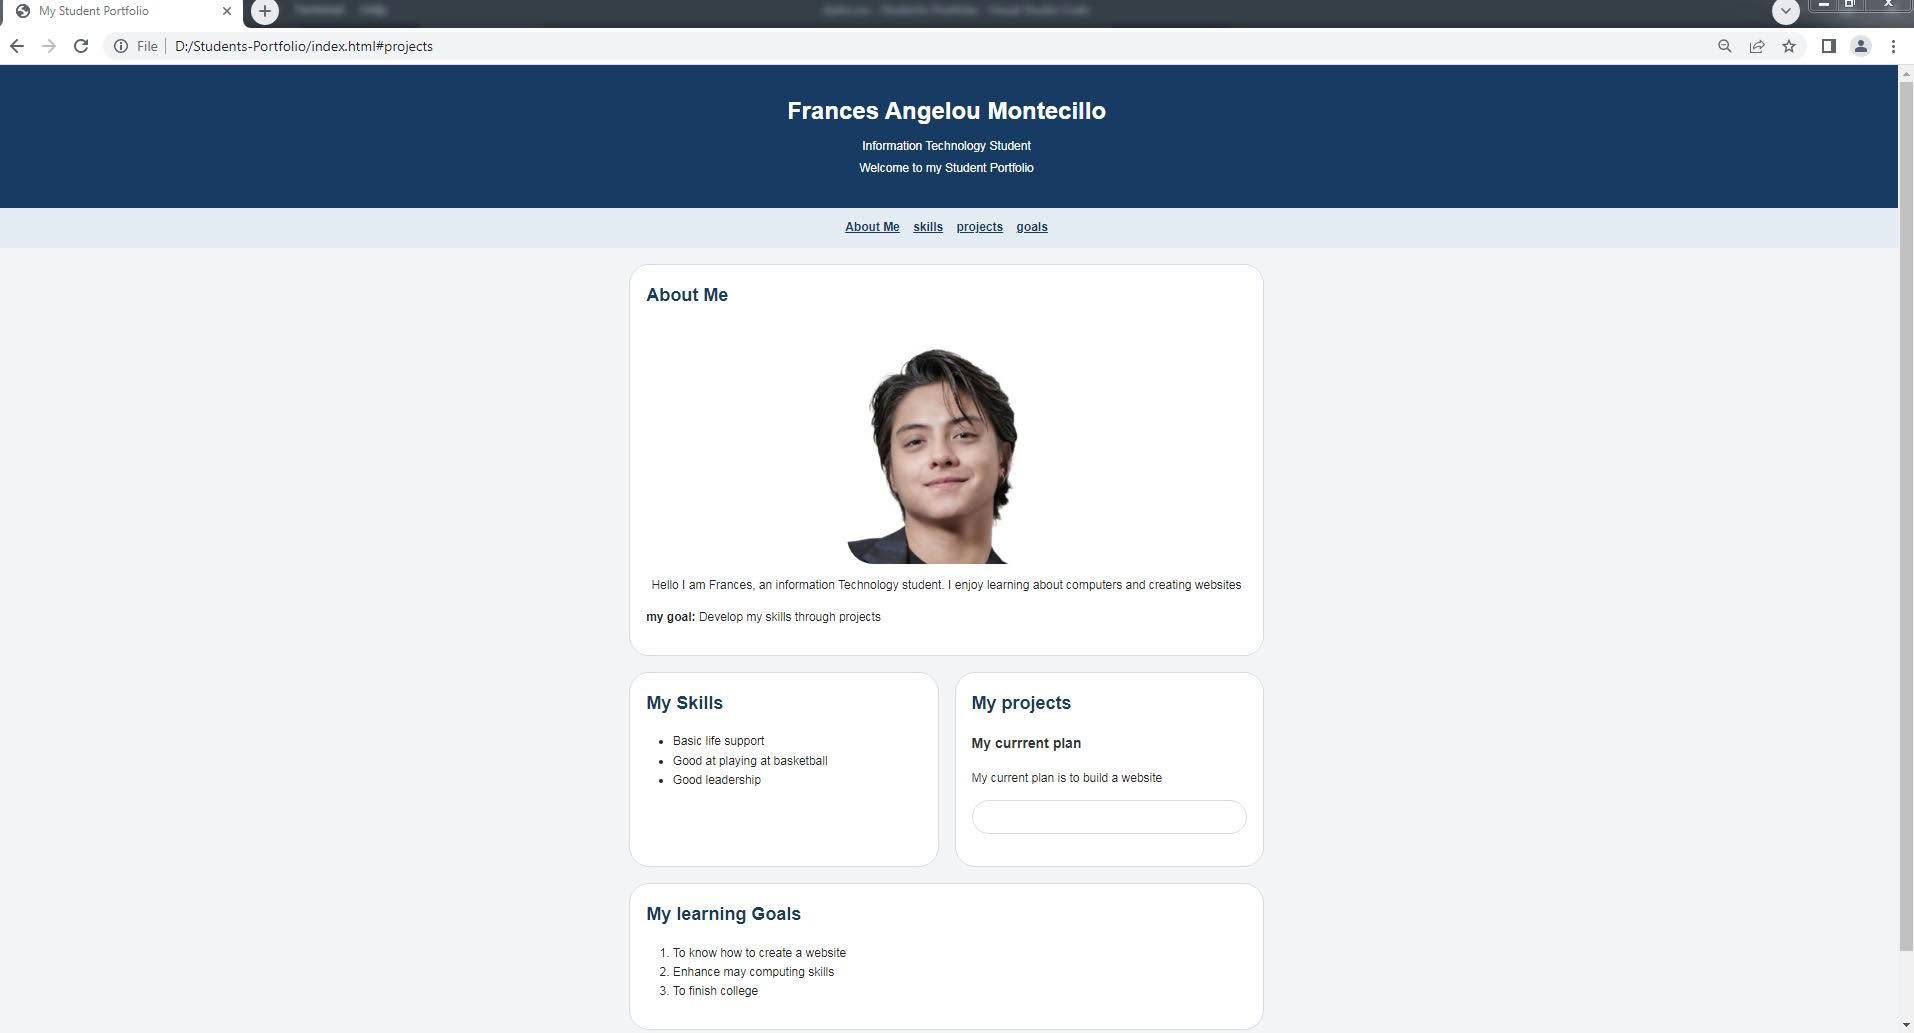 My Student Portfolio
File
D:/Students-Portfolio/index.html#projects
Frances Angelou Montecillo
Information Technology Student
Welcome to my Student Portfolio
About Me skills projects goals
About Me
Hello I am Frances, an information Technology student. I enjoy learning about computers and creating websites
my goal: Develop my skills through projects
My Skills
• Basic life support
• Good at playing at basketball
• Good leadership
My projects
My currrent plan
My current plan is to build a website
My learning Goals
1. To know how to create a website
2. Enhance may computing skills
3. To finish college